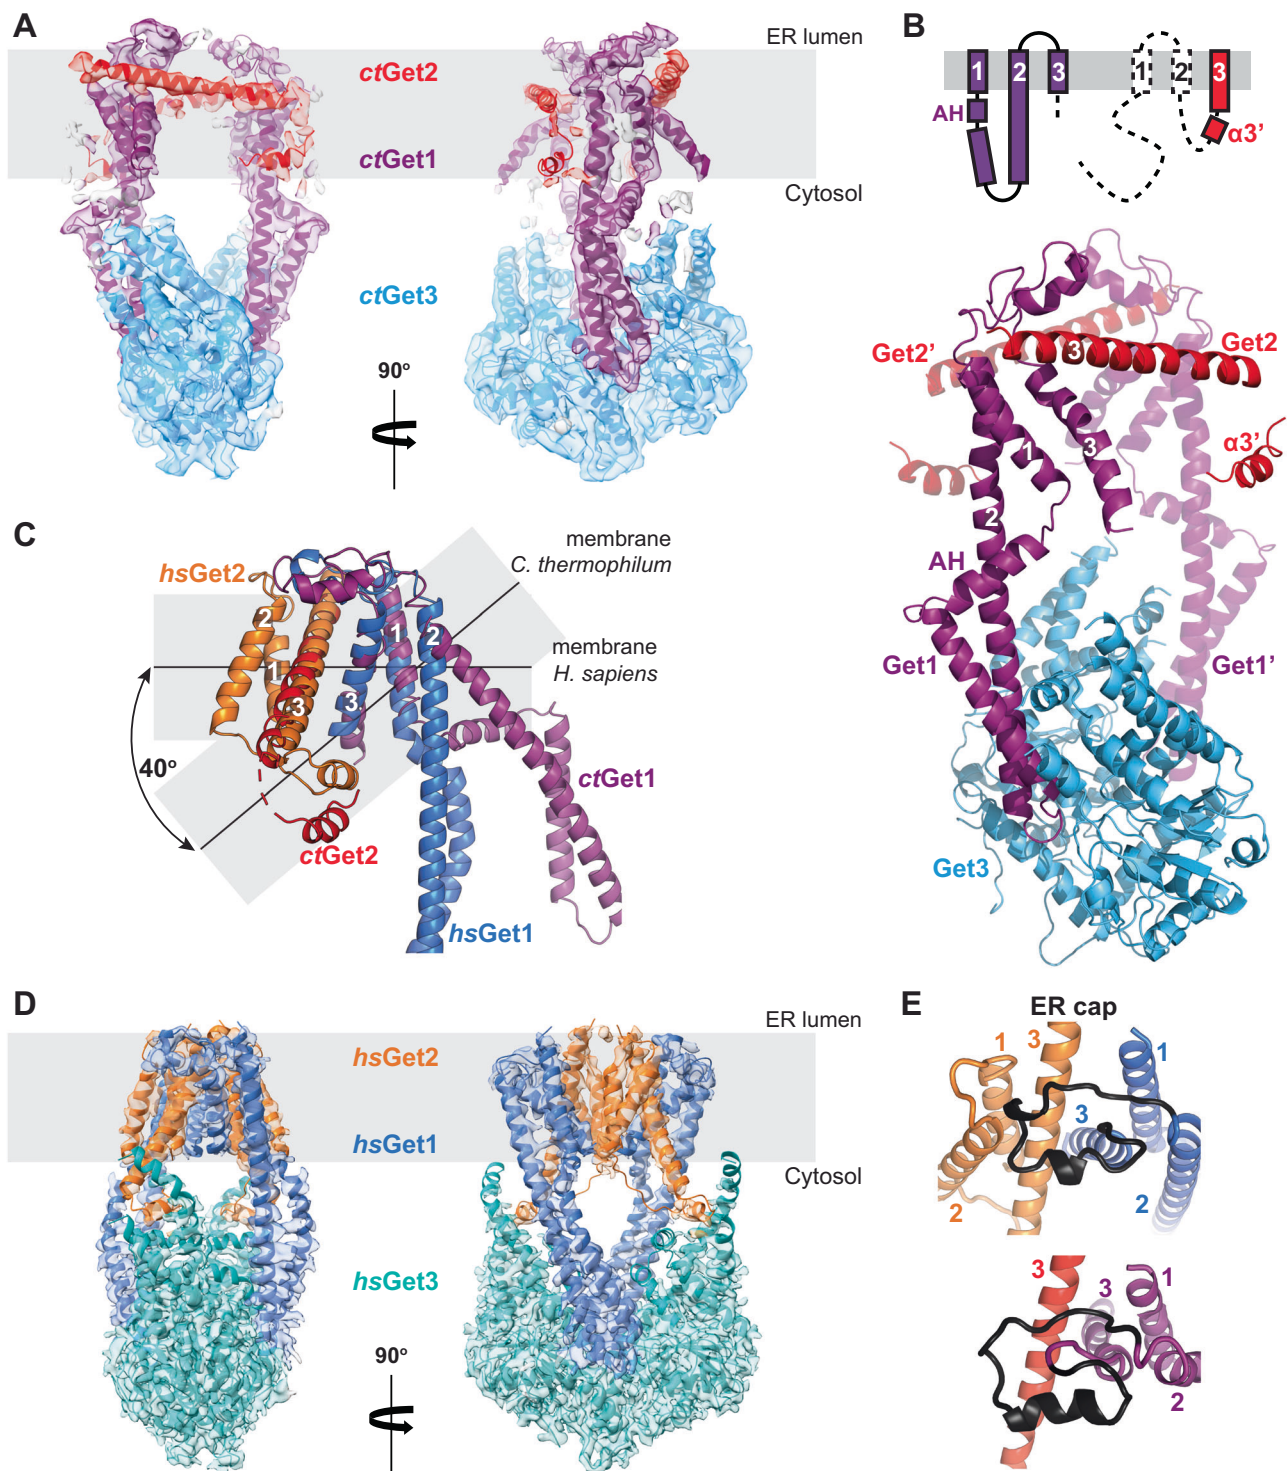 A
ER lumen
ctGet2
ctGet1
Cytosol
ctGet3
90º
B
1
2
3
1
2
3
AH
α3’
Get2’
3
Get2
α3’
1
3
2
AH
Get1
Get1’
Get3
C
membrane
C. thermophilum
hsGet2
2
1
2
1
membrane
H. sapiens
3
3
40º
ctGet1
ctGet2
hsGet1
D
ER lumen
hsGet2
hsGet1
Cytosol
hsGet3
90º
E
ER cap
1
3
1
3
2
2
3
3
1
2